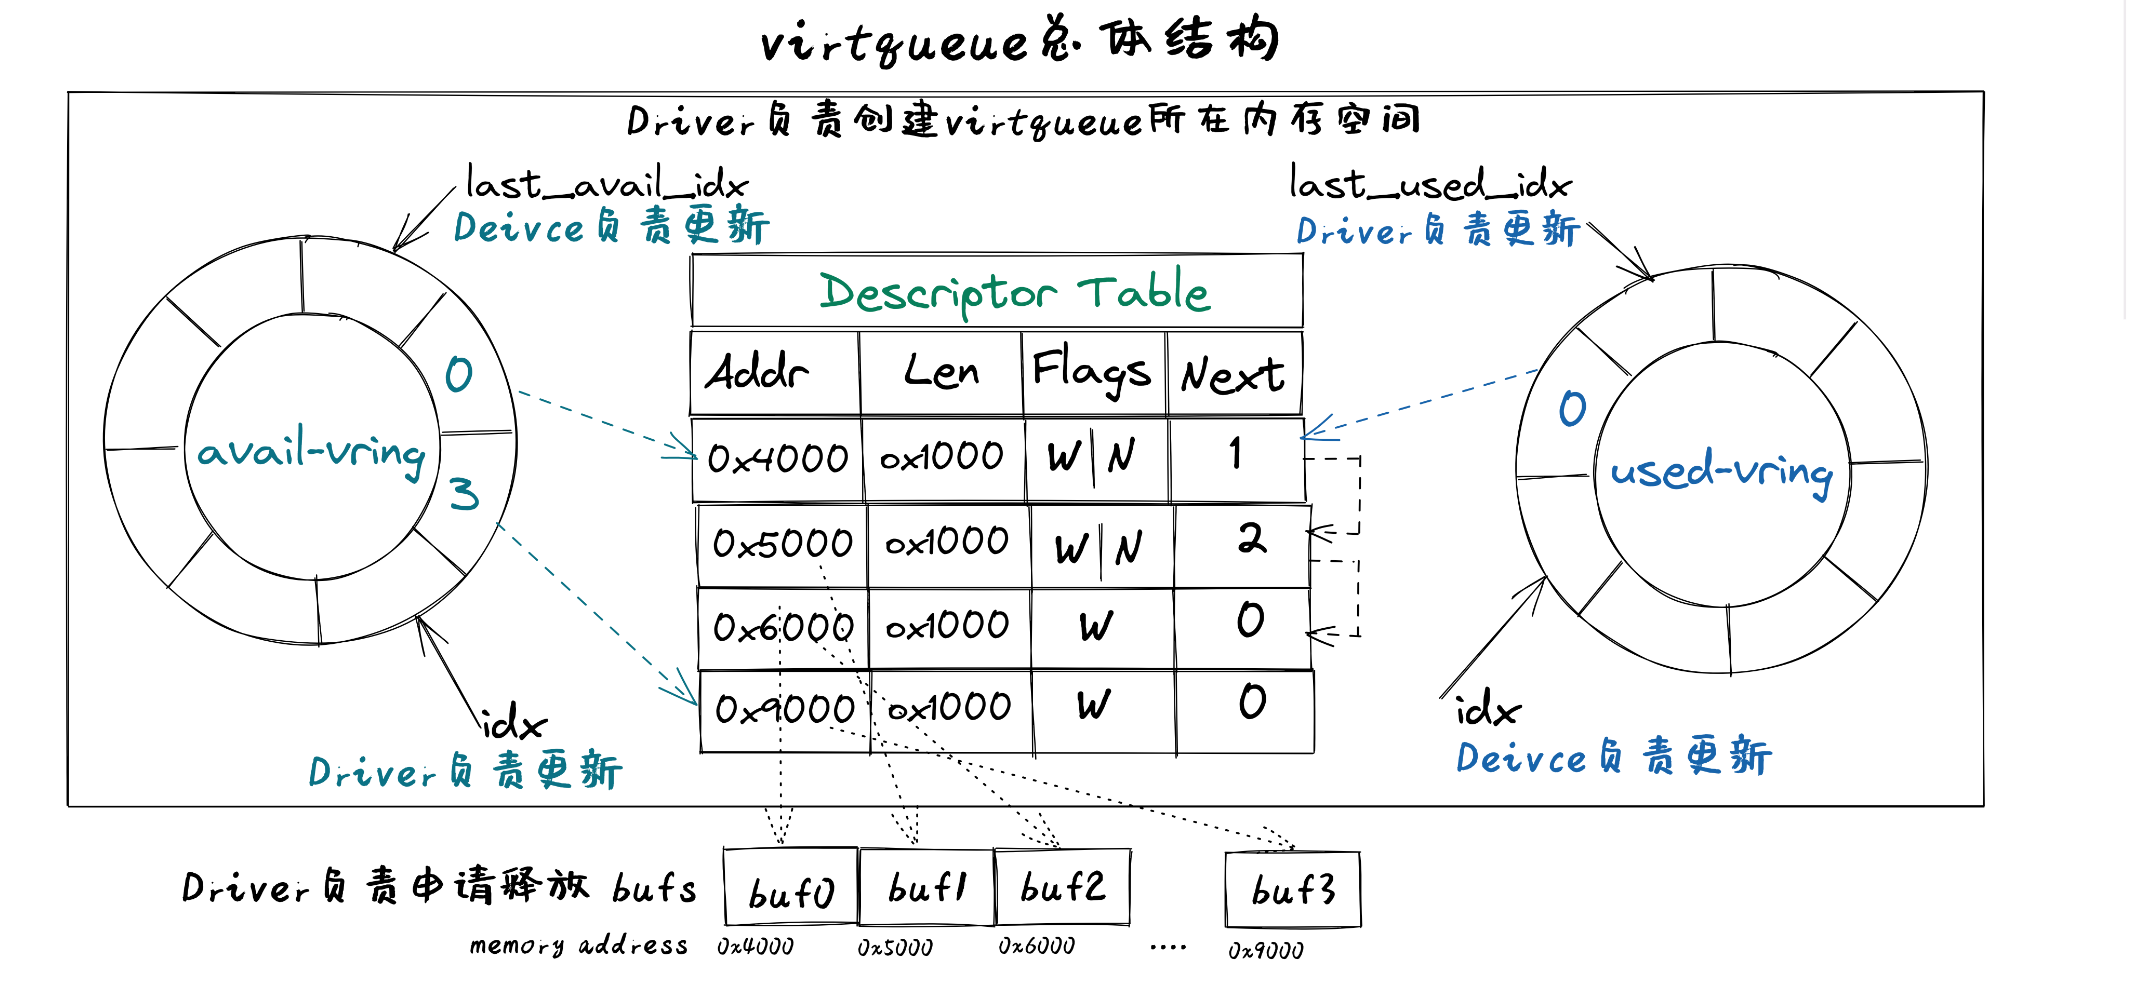 virtqueue总体结构
Driver负责创建virtqueue所在内存空间
last_avail_idx
Deivce负责更新
last_used_idx
Driver负责更新
Descriptor Table
Addr Len Flags Next
0x4000 0x1000 W|N 1
0x5000 0x1000 W|N 2
0x6000 0x1000 W 0
0x9000 0x1000 W 0
0
avail-vring
3
0
used-vring
idx
Driver负责更新
idx
Deivce负责更新
Driver负责申请释放 bufs
buf0 buf1 buf2 buf3
memory address 0x4000 0x5000 0x6000 .... 0x9000